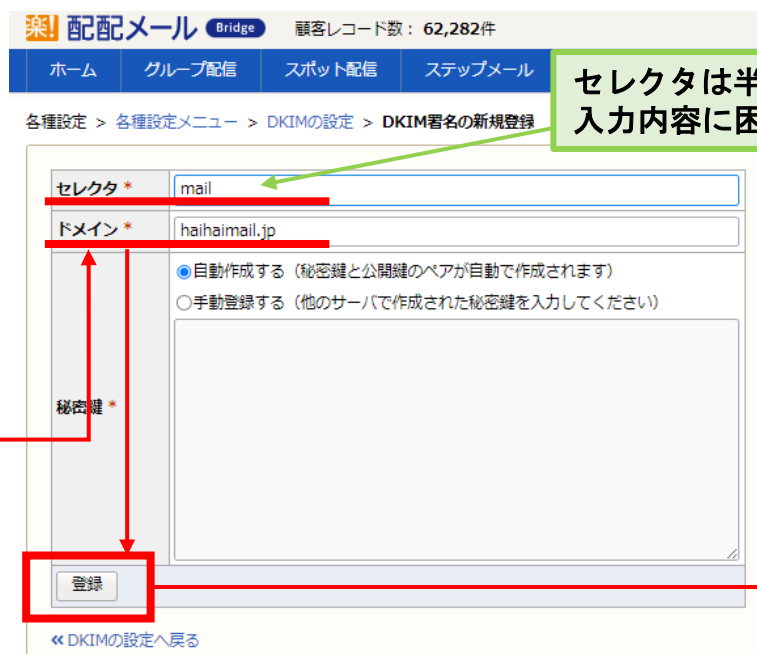 楽! 配配メール Bridge 顧客レコード数： 62,282件
ホーム グループ配信 スポット配信 ステップメール
セレクタは半
入力内容に困
各種設定 > 各種設定メニュー > DKIMの設定 > DKIM署名の新規登録
セレクタ * mail
ドメイン * haihaimail.jp
自動作成する（秘密鍵と公開鍵のペアが自動で作成されます）
手動登録する（他のサーバで作成された秘密鍵を入力してください）
秘密鍵 *
登録
« DKIMの設定へ戻る